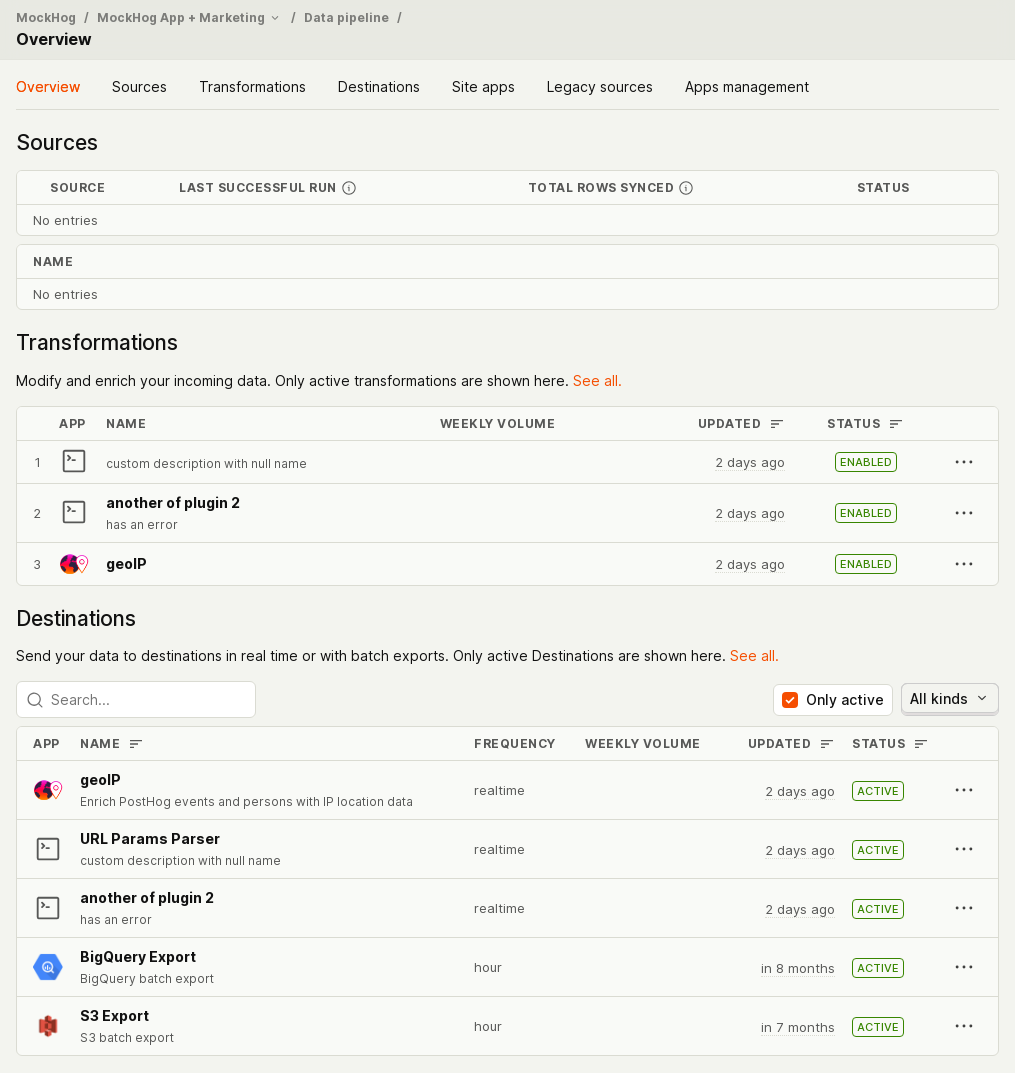 MockHog / MockHog App + Marketing / Data pipeline /
Overview
Overview Sources Transformations Destinations Site apps Legacy sources Apps management
Sources
SOURCE LAST SUCCESSFUL RUN TOTAL ROWS SYNCED STATUS
No entries
NAME
No entries
Transformations
Modify and enrich your incoming data. Only active transformations are shown here. See all.
APP NAME WEEKLY VOLUME UPDATED STATUS
1 custom description with null name 2 days ago ENABLED
another of plugin 2
2 2 days ago ENABLED
has an error
3 geoIP 2 days ago ENABLED
Destinations
Send your data to destinations in real time or with batch exports. Only active Destinations are shown here. See all.
Search... Only active All kinds
APP NAME FREQUENCY WEEKLY VOLUME UPDATED STATUS
geoIP
realtime 2 days ago ACTIVE
Enrich PostHog events and persons with IP location data
URL Params Parser
realtime 2 days ago ACTIVE
custom description with null name
another of plugin 2
realtime 2 days ago ACTIVE
has an error
BigQuery Export
hour in 8 months ACTIVE
BigQuery batch export
S3 Export
hour in 7 months ACTIVE
S3 batch export